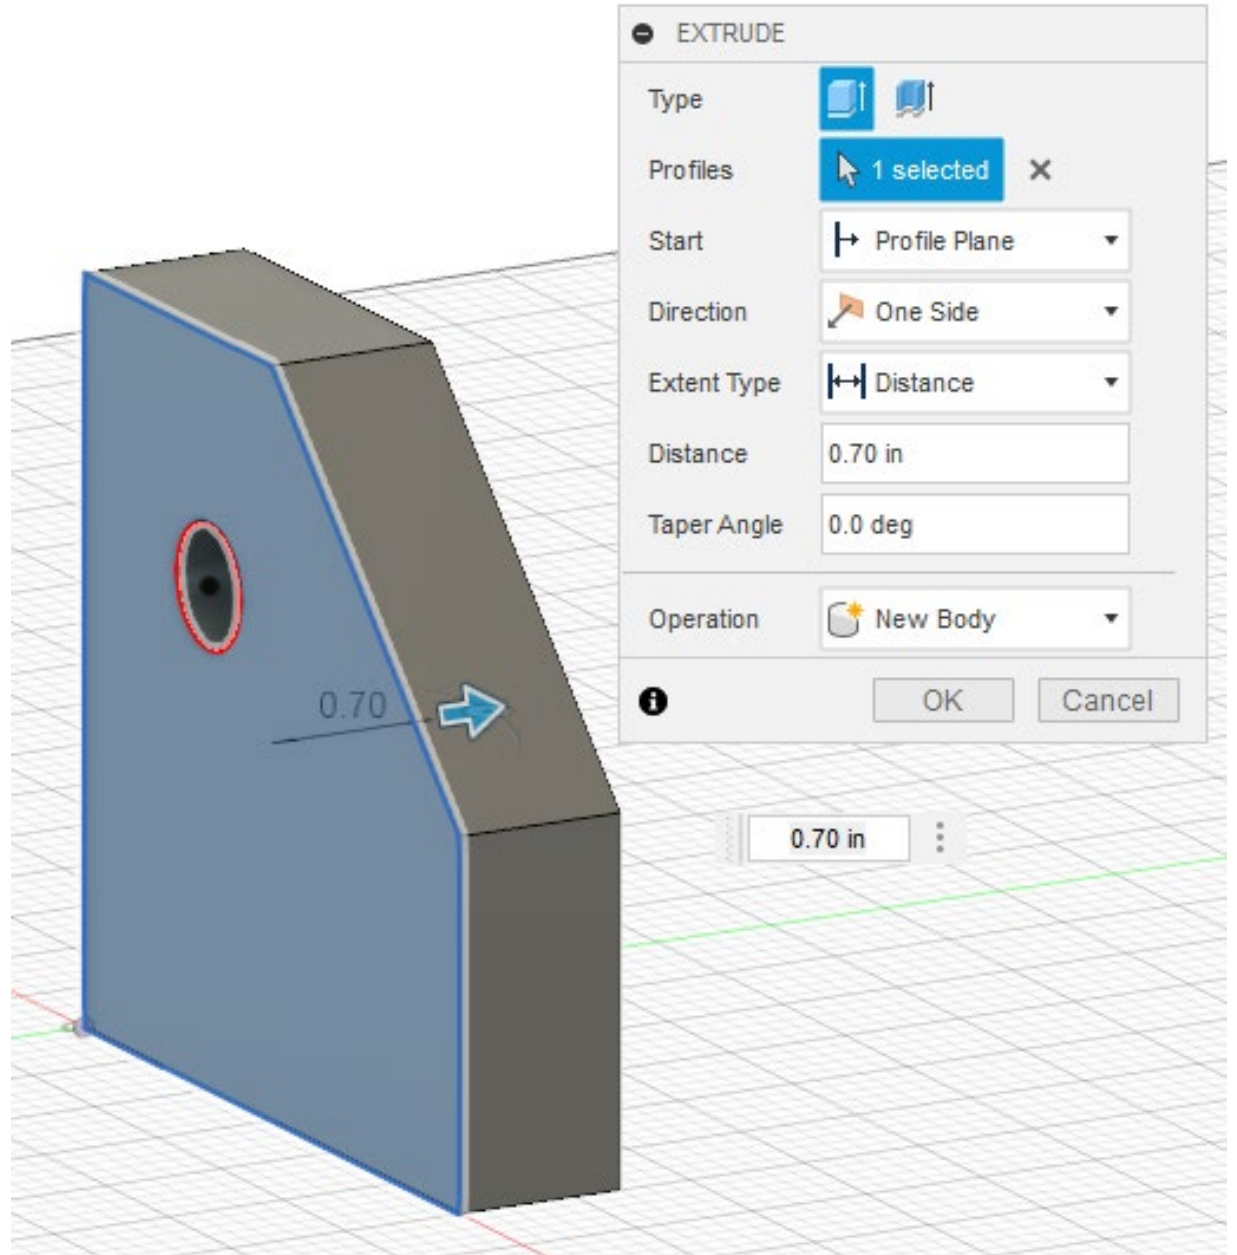 EXTRUDE
Type
Profiles 1 selected
Start Profile Plane
Direction One Side
Extent Type Distance
Distance 0.70 in
Taper Angle 0.0 deg
Operation New Body
OK Cancel
0.70
0.70 in